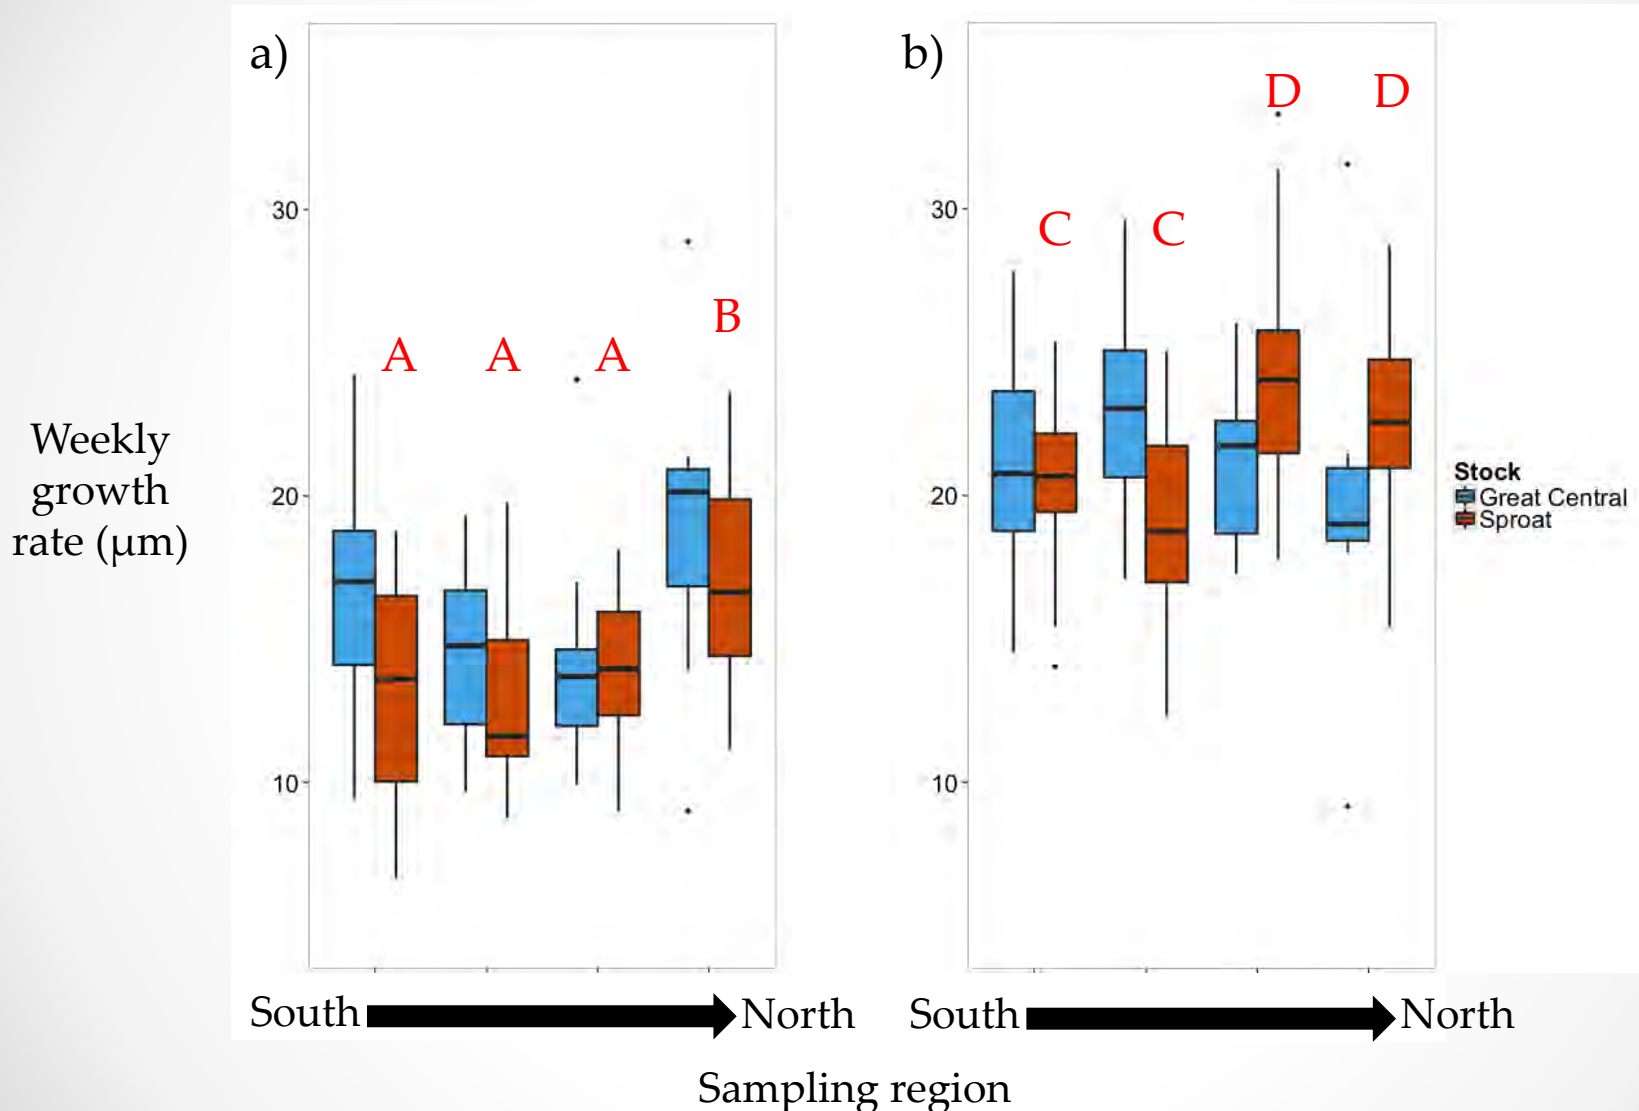 a)
b)
D
D
30
30
C
C
B
A
A
A
Weekly
growth
rate (µm)
Stock
Great Central
Sproat
20
20
10
10
South
North
South
North
Sampling region